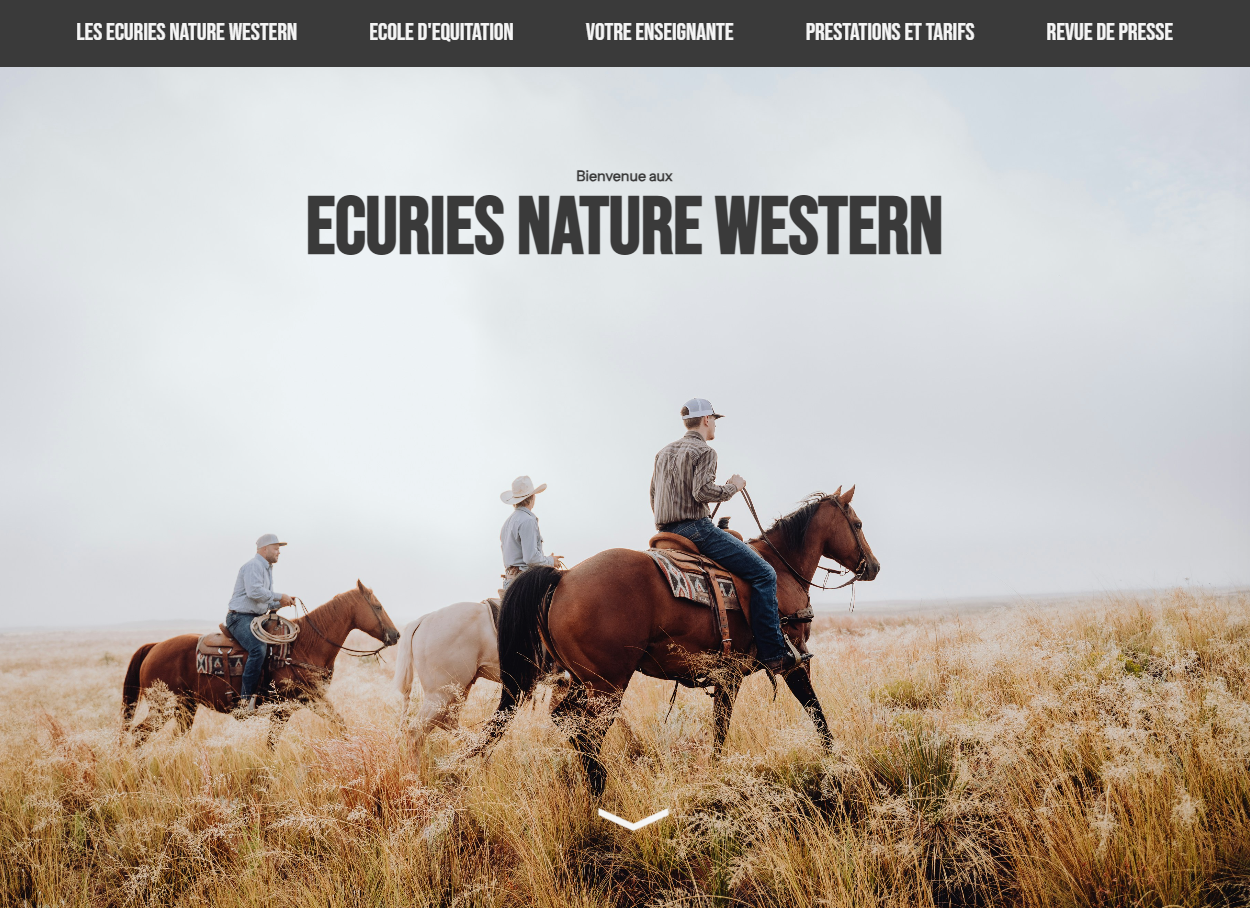 LES ECURIES NATURE WESTERN
ECOLE D'EQUITATION
VOTRE ENSEIGNANTE
PRESTATIONS ET TARIFS
REVUE DE PRESSE
Bienvenue aux
ECURIES NATURE WESTERN